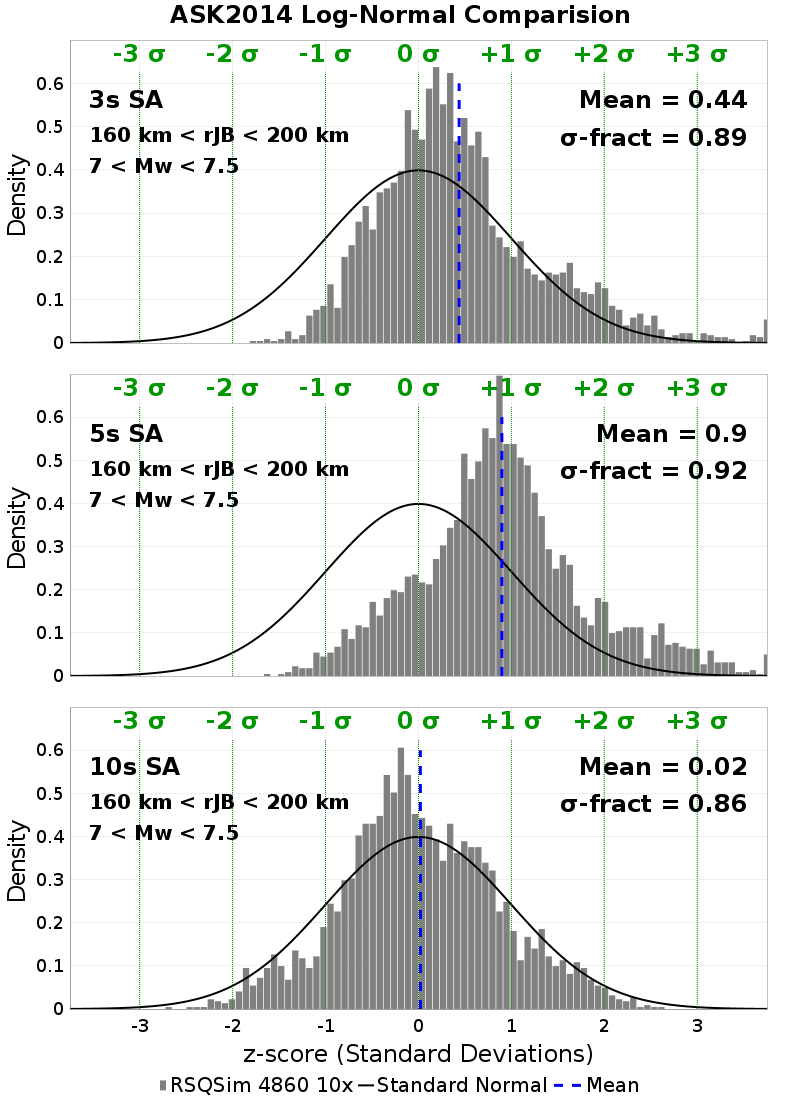 ASK2014 Log-Normal Comparision
-3 σ -2 σ -1 σ 0 σ +1 σ +2 σ +3 σ
3s SA
160 km < rJB < 200 km
7 < Mw < 7.5
Mean = 0.44
σ-fract = 0.89
Density
0.6
0.5
0.4
0.3
0.2
0.1
0
-3 σ -2 σ -1 σ 0 σ +1 σ +2 σ +3 σ
5s SA
160 km < rJB < 200 km
7 < Mw < 7.5
Mean = 0.9
σ-fract = 0.92
Density
0.6
0.5
0.4
0.3
0.2
0.1
0
-3 σ -2 σ -1 σ 0 σ +1 σ +2 σ +3 σ
10s SA
160 km < rJB < 200 km
7 < Mw < 7.5
Mean = 0.02
σ-fract = 0.86
Density
0.6
0.5
0.4
0.3
0.2
0.1
0
-3 -2 -1 0 1 2 3
z-score (Standard Deviations)
RSQSim 4860 10x Standard Normal Mean